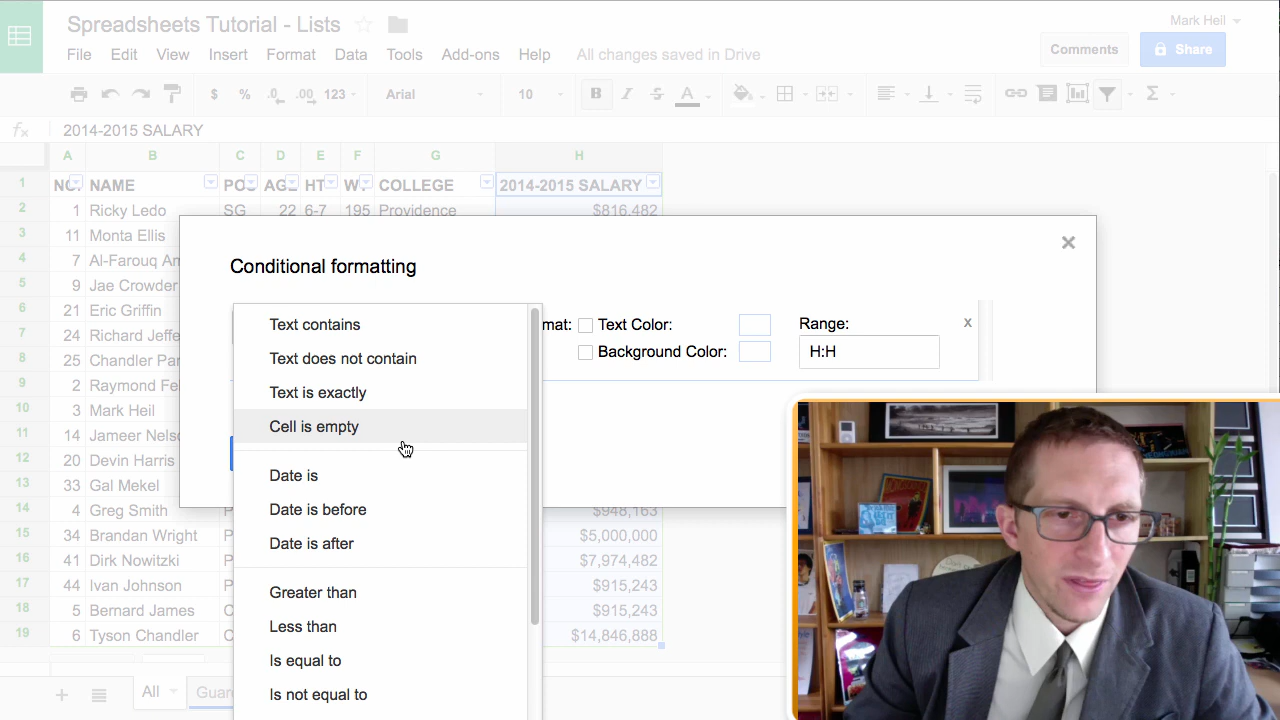 Spreadsheets Tutorial - Lists
Mark Heil
File Edit View Insert Format Data Tools Add-ons Help All changes saved in Drive
Comments
Share
$ % .0 .00 123 Arial 10 B I S A Σ
fx 2014-2015 SALARY
A B C D E F G H
1 NO NAME POS AGE HT W COLLEGE 2014-2015 SALARY
2 1 Ricky Ledo SG 22 6-7 195 Providence $816,482
3 11 Monta Ellis
4 7 Al-Farouq
5 9 Jae Crowder
6 21 Eric Griffin
7 24 Richard Jeffe
8 25 Chandler Par
9 2 Raymond Fe
10 3 Mark Heil
11 14 Jameer Nels
12 20 Devin Harris
13 33 Gal Mekel
14 4 Greg Smith $948,163
15 34 Brandan Wright P $5,000,000
16 41 Dirk Nowitzki P $7,974,482
17 44 Ivan Johnson P $915,243
18 5 Bernard James C $915,243
19 6 Tyson Chandler C $14,846,888
Conditional formatting
Text contains
Text does not contain
Text is exactly
Cell is empty
Date is
Date is before
Date is after
Greater than
Less than
Is equal to
Is not equal to
mat: Text Color:
Background Color:
Range:
H:H
x
+ All Guar